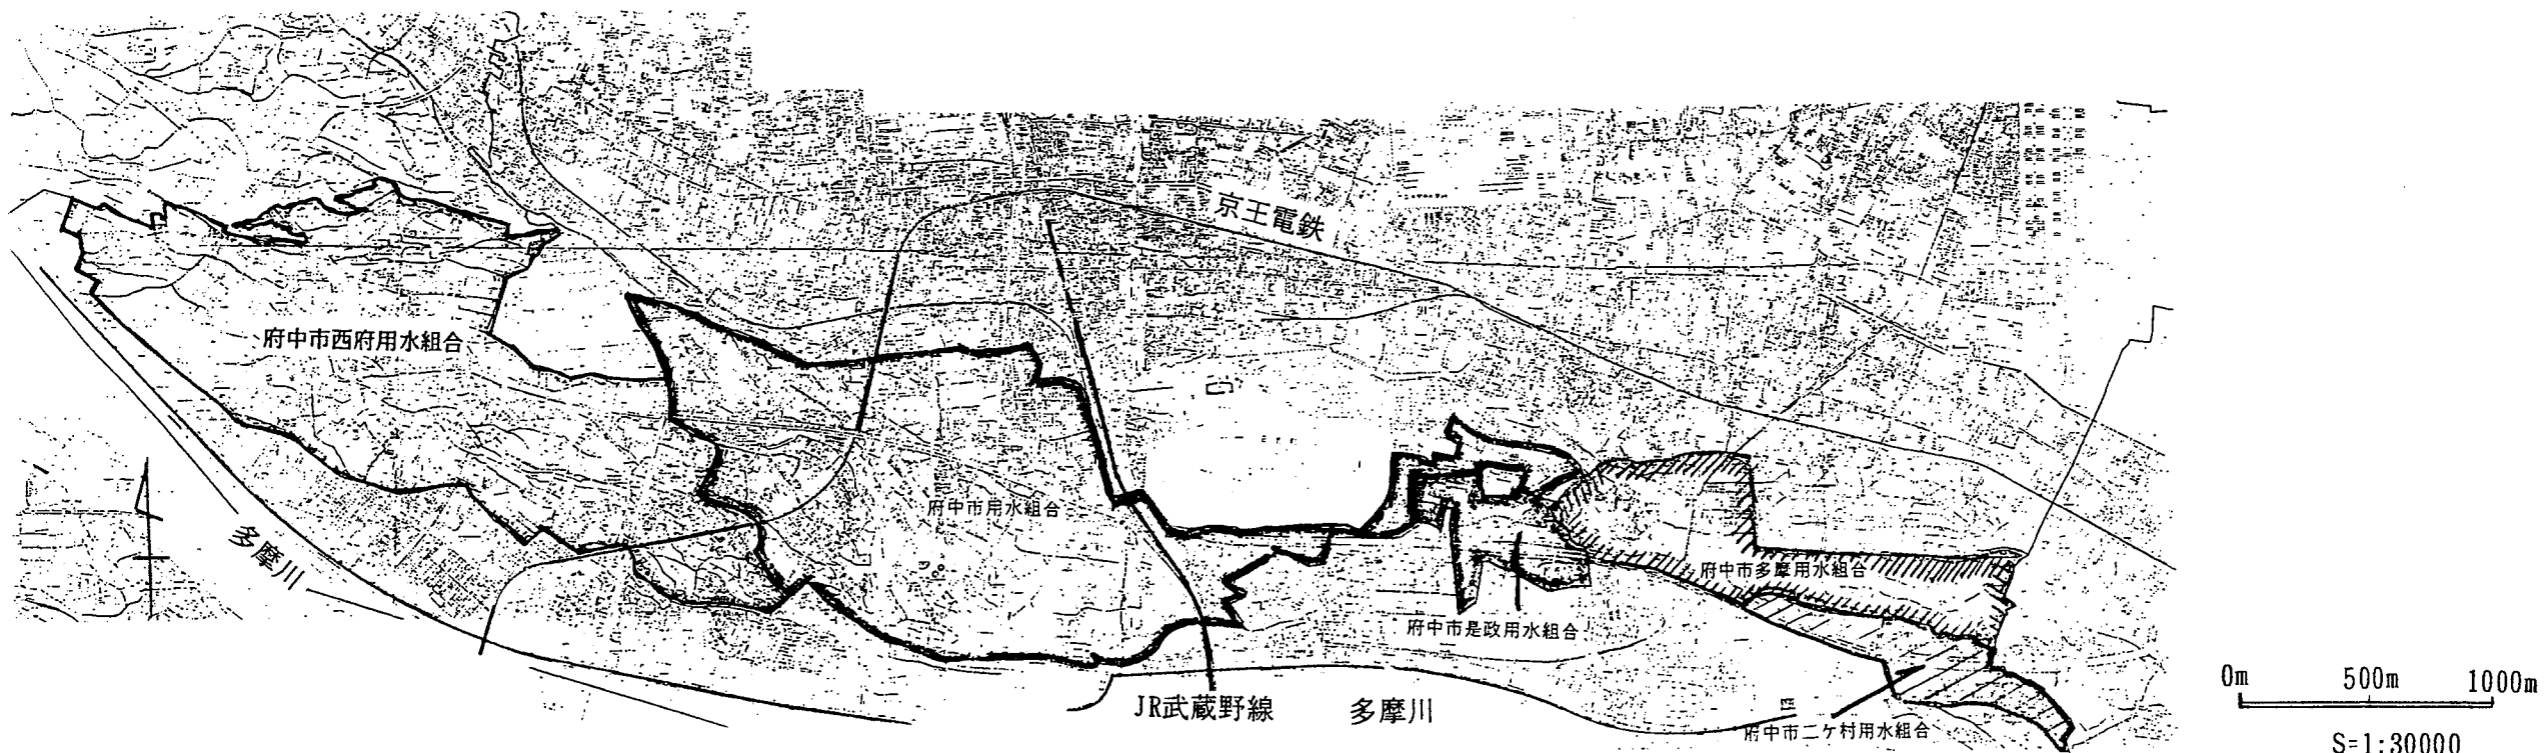 京王電鉄
府中市西府用水組合
府中市用水組合
多摩川
府中市多摩用水組合
府中市是政用水組合
JR武蔵野線
多摩川
府中市二ケ村用水組合
0m 500m 1000m
S=1:30000